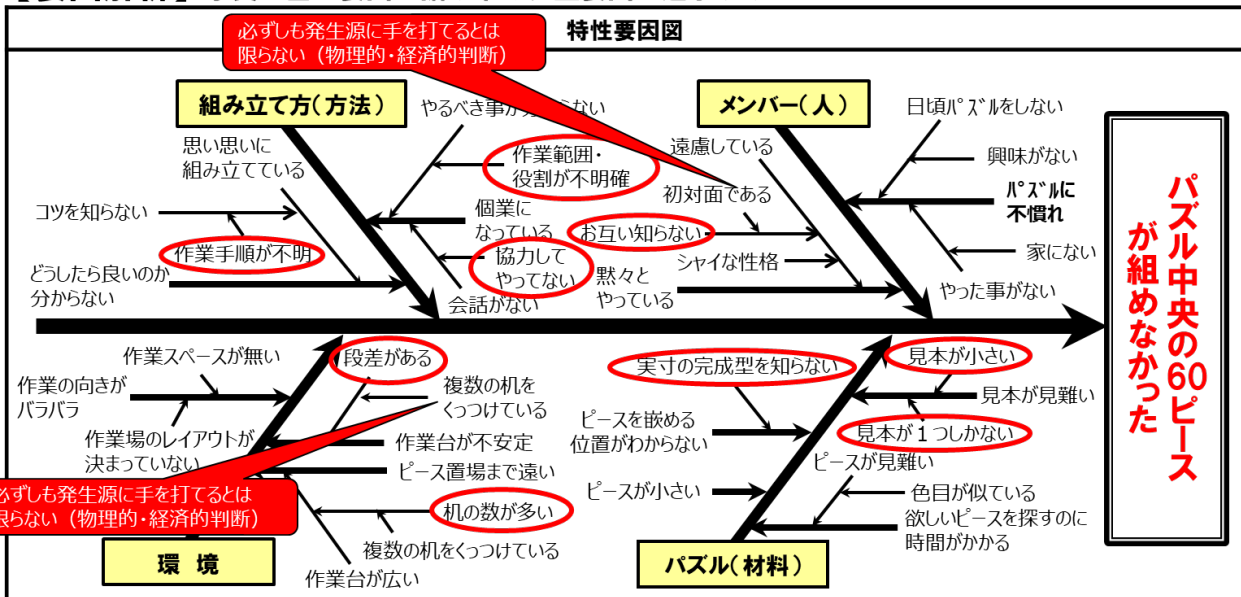 特性要因図
必ずしも発生源に手を打てるとは
限らない（物理的・経済的判断）
組み立て方(方法)
メンバー(人)
思い思いに
組み立てている
コツを知らない
作業手順が不明
どうしたら良いのか
分からない
作業範囲・
役割が不明確
個業に
なっている
協力して
やってない
会話がない
遠慮している
初対面である
お互い知らない
シャイな性格
黙々と
やっている
日頃ﾊﾟｽﾞﾙをしない
興味がない
ﾊﾟｽﾞﾙに
不慣れ
家にない
やった事がない
パズル中央の60ピース
が組めなかった
作業スペースが無い
作業の向きが
バラバラ
作業場のレイアウトが
決まっていない
段差がある
複数の机を
くっつけている
作業台が不安定
ピース置場まで遠い
机の数が多い
複数の机をくっつけている
作業台が広い
必ずしも発生源に手を打てるとは
限らない（物理的・経済的判断）
環 境
実寸の完成型を知らない
ピースを嵌める
位置がわからない
ピースが小さい
見本が小さい
見本が見難い
見本が１つしかない
ピースが見難い
色目が似ている
欲しいピースを探すのに
時間がかかる
パズル(材料)